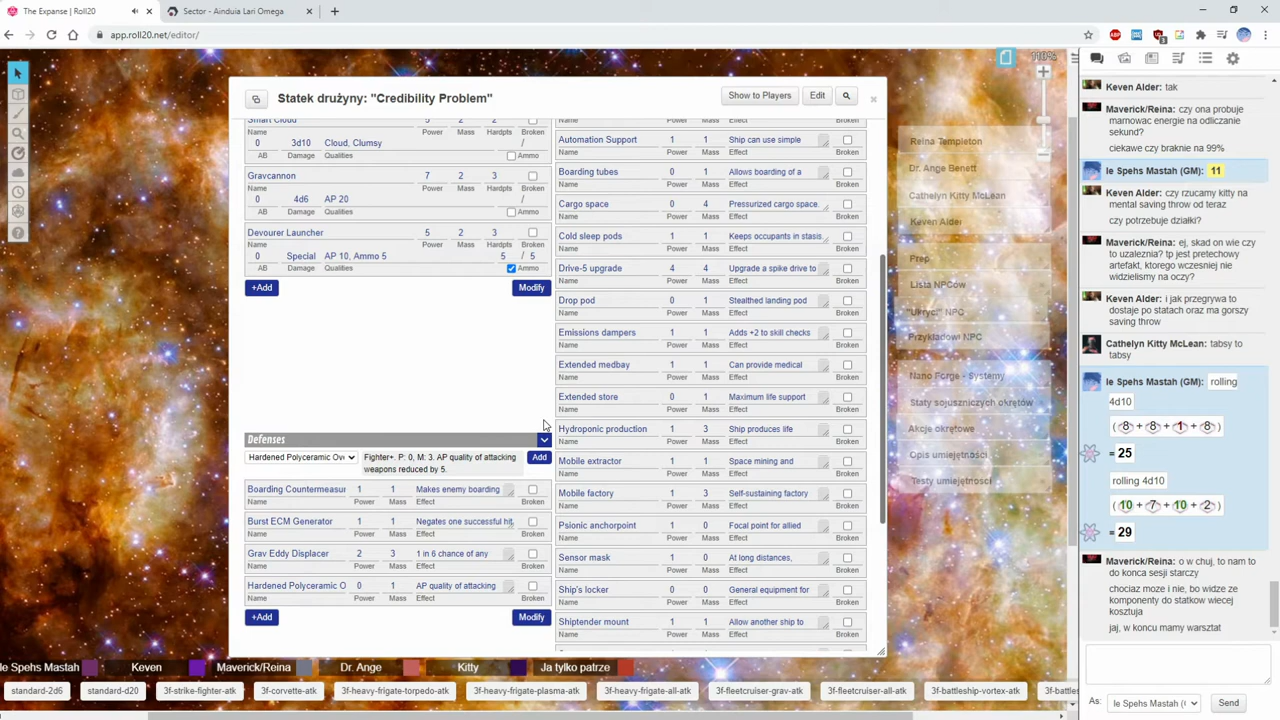 The Expanse | Roll20
Sector - Ainduia Lari Omega
app.roll20.net/editor/
110%
Statek drużyny: "Credibility Problem"
Show to Players
Edit
Smart Cloud 5 2 3
Name Power Mass Hardpts Broken
0 3d10 Cloud, Clumsy /
AB Damage Qualities Ammo
Gravcannon 7 2 3
Name Power Mass Hardpts Broken
0 4d6 AP 20
AB Damage Qualities Ammo
Devourer Launcher 5 2 3
Name Power Mass Hardpts Broken
0 Special AP 10, Ammo 5 5 / 5
AB Damage Qualities Ammo
+Add Modify
Defenses
Hardened Polyceramic Ove
Fighter+. P: 0, M: 3. AP quality of attacking
weapons reduced by 5.
Add
Boarding Countermeasur 1 1 Makes enemy boarding
Name Power Mass Effect Broken
Burst ECM Generator 1 1 Negates one successful hit,
Name Power Mass Effect Broken
Grav Eddy Displacer 2 3 1 in 6 chance of any
Name Power Mass Effect Broken
Hardened Polyceramic O 0 1 AP quality of attacking
Name Power Mass Effect Broken
+Add Modify
Name Power Mass Effect Broken
Automation Support 1 1 Ship can use simple
Name Power Mass Effect Broken
Boarding tubes 1 1 Allows boarding of a
Name Power Mass Effect Broken
Cargo space 0 4 Pressurized cargo space.
Name Power Mass Effect Broken
Cold sleep pods 1 1 Keeps occupants in stasis.
Name Power Mass Effect Broken
Drive-5 upgrade 4 4 Upgrade a spike drive to
Name Power Mass Effect Broken
Drop pod 0 1 Stealthed landing pod
Name Power Mass Effect Broken
Emissions dampers 1 1 Adds +2 to skill checks
Name Power Mass Effect Broken
Extended medbay 1 1 Can provide medical
Name Power Mass Effect Broken
Extended store 0 1 Maximum life support
Name Power Mass Effect Broken
Hydroponic production 1 3 Ship produces life
Name Power Mass Effect Broken
Mobile extractor 1 1 Space mining and
Name Power Mass Effect Broken
Mobile factory 1 3 Self-sustaining factory
Name Power Mass Effect Broken
Psionic anchorpoint 1 0 Focal point for allied
Name Power Mass Effect Broken
Sensor mask 1 0 At long distances,
Name Power Mass Effect Broken
Ship's locker 0 0 General equipment for
Name Power Mass Effect Broken
Shiptender mount 1 1 Allow another ship to
Name Power Mass Effect Broken
Reina Templeton
Dr. Ange Benett
Cathelyn Kitty McLean
Keven Alder
Prep
Lista NPCow
"Ukryci" NPC
Przykładowi NPC
Nano Forge - Systemy
Staty sojuszniczych okrętów
Akcje okrętowe
Opis umiejętności
Testy umiejętności
Keven Alder: tak
Maverick/Reina: czy ona probuje
marnowac energie na odliczanie
sekund?
ciekawe czy braknie na 99%
le Spehs Mastah (GM): 11
Keven Alder: czy rzucamy kitty na
mental saving throw od teraz
czy potrzebuje działki?
Maverick/Reina: ej, skad on wie czy
to uzaleznia? tp jest pretechowy
artefakt, ktorego wczesniej nie
widzielismy na oczy?
Keven Alder: i jak przegrywa to
dostaje po statach oraz ma gorszy
saving throw
Cathelyn Kitty McLean: tabsy to
tabsy
le Spehs Mastah (GM): rolling
4d10
( 8 + 8 + 1 + 8 )
= 25
rolling 4d10
( 10 + 7 + 10 + 2 )
= 29
Maverick/Reina: o w chuj, to nam to
do konca sesji starczy
chociaz moze i nie, bo widze ze
komponenty do statkow wiecej
kosztuja
jaj, w koncu mamy warsztat
As: le Spehs Mastah (
Send
le Spehs Mastah Keven Maverick/Reina Dr. Ange Kitty Ja tylko patrze
standard-2d6 standard-d20 3f-strike-fighter-atk 3f-corvette-atk 3f-heavy-frigate-torpedo-atk 3f-heavy-frigate-plasma-atk 3f-heavy-frigate-all-atk 3f-fleetcruiser-grav-atk 3f-fleetcruiser-all-atk 3f-battleship-vortex-atk 3f-batt